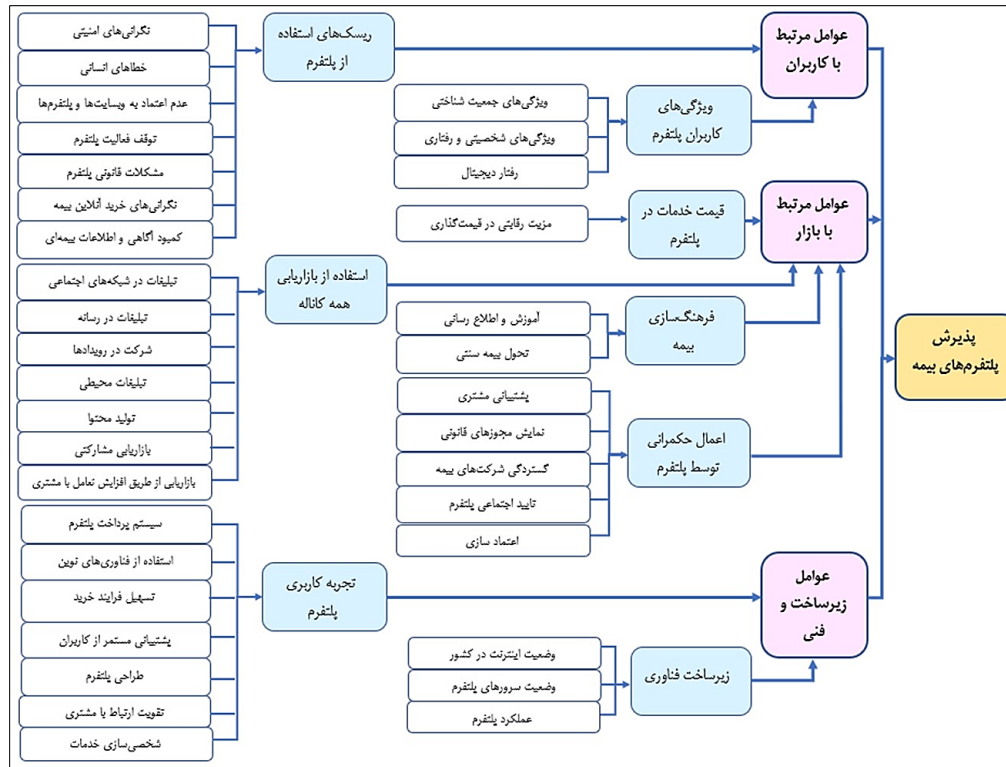 عوامل مرتبط
با کاربران
ریسک‌های استفاده
از پلتفرم
نگرانی‌های امنیتی
خطاهای انسانی
عدم اعتماد به وبسایت‌ها و پلتفرم‌ها
توقف فعالیت پلتفرم
مشکلات قانونی پلتفرم
نگرانی‌های خرید آنلاین بیمه
کمبود آگاهی و اطلاعات بیمه‌ای
ویژگی‌های
کاربران پلتفرم
ویژگی‌های جمعیت شناختی
ویژگی‌های شخصیتی و رفتاری
رفتار دیجیتال
عوامل مرتبط
با بازار
قیمت خدمات در
پلتفرم
مزیت رقابتی در قیمت‌گذاری
استفاده از بازاریابی
همه کاناله
تبلیغات در شبکه‌های اجتماعی
تبلیغات در رسانه
شرکت در رویدادها
تبلیغات محیطی
تولید محتوا
بازاریابی مشارکتی
بازاریابی از طریق افزایش تعامل با مشتری
فرهنگ‌سازی
بیمه
آموزش و اطلاع رسانی
تحول بیمه سنتی
پذیرش
پلتفرم‌های بیمه
اعمال حکمرانی
توسط پلتفرم
پشتیبانی مشتری
نمایش مجوزهای قانونی
گستردگی شرکت‌های بیمه
تایید اجتماعی پلتفرم
اعتماد سازی
عوامل
زیرساخت و
فنی
تجربه کاربری
پلتفرم
سیستم پرداخت پلتفرم
استفاده از فناوری‌های نوین
تسهیل فرایند خرید
پشتیبانی مستمر از کاربران
طراحی پلتفرم
تقویت ارتباط با مشتری
شخصی‌سازی خدمات
زیرساخت فناوری
وضعیت اینترنت در کشور
وضعیت سرورهای پلتفرم
عملکرد پلتفرم